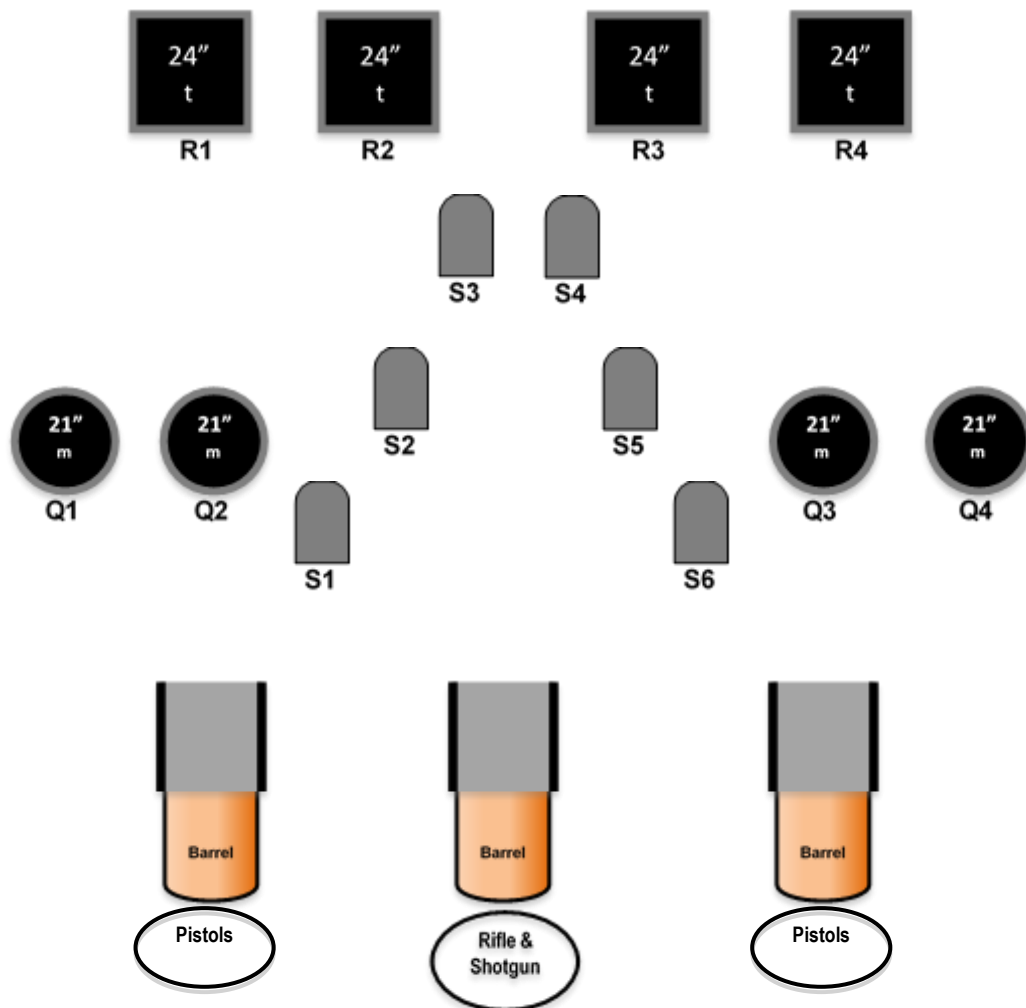 24” 24” 24” 24”
t t t t
R1 R2 R3 R4
S3 S4
21” 21” 21” 21”
m m m m
S2 S5
Q1 Q2 Q3 Q4
S1 S6
Barrel Barrel Barrel
Pistols Rifle & Pistols
Shotgun